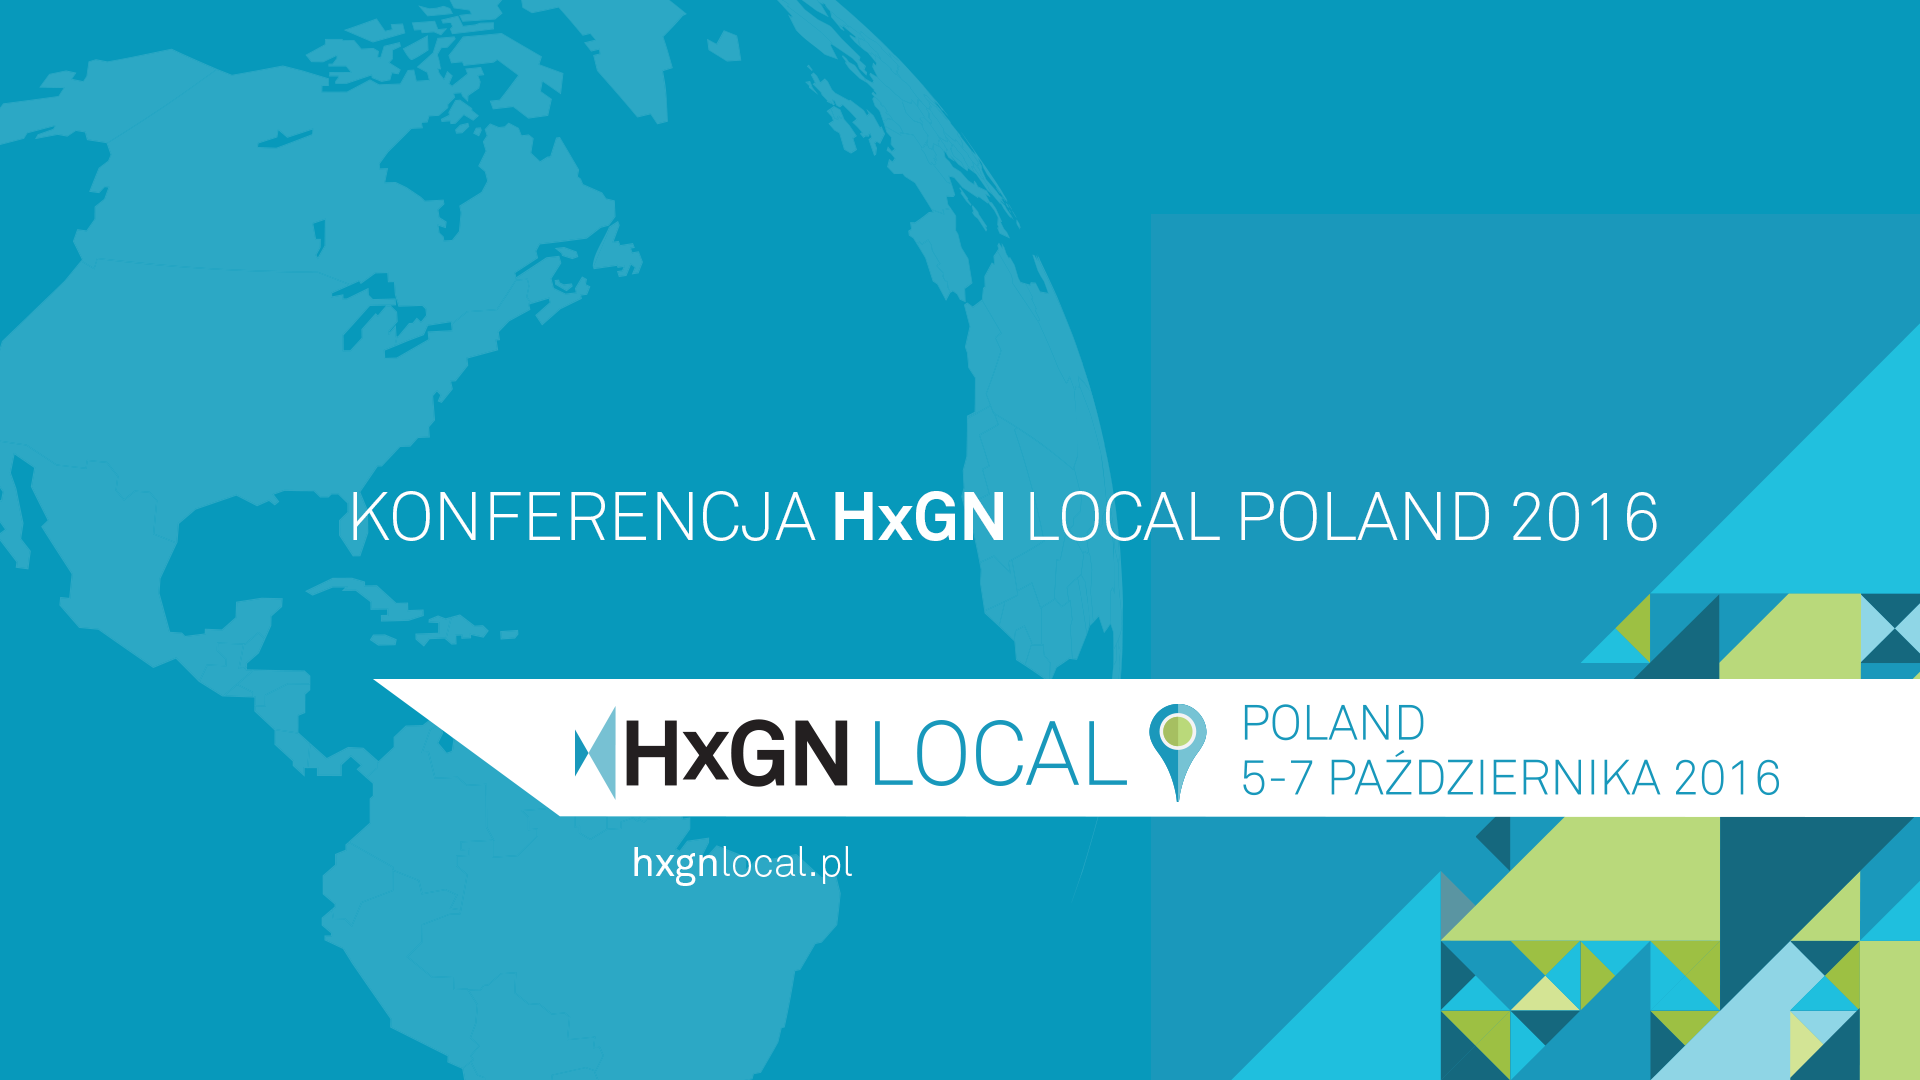 KONFERENCJA HxGN LOCAL POLAND 2016
HxGN LOCAL
POLAND
5-7 PAŹDZIERNIKA 2016
hxgnlocal.pl